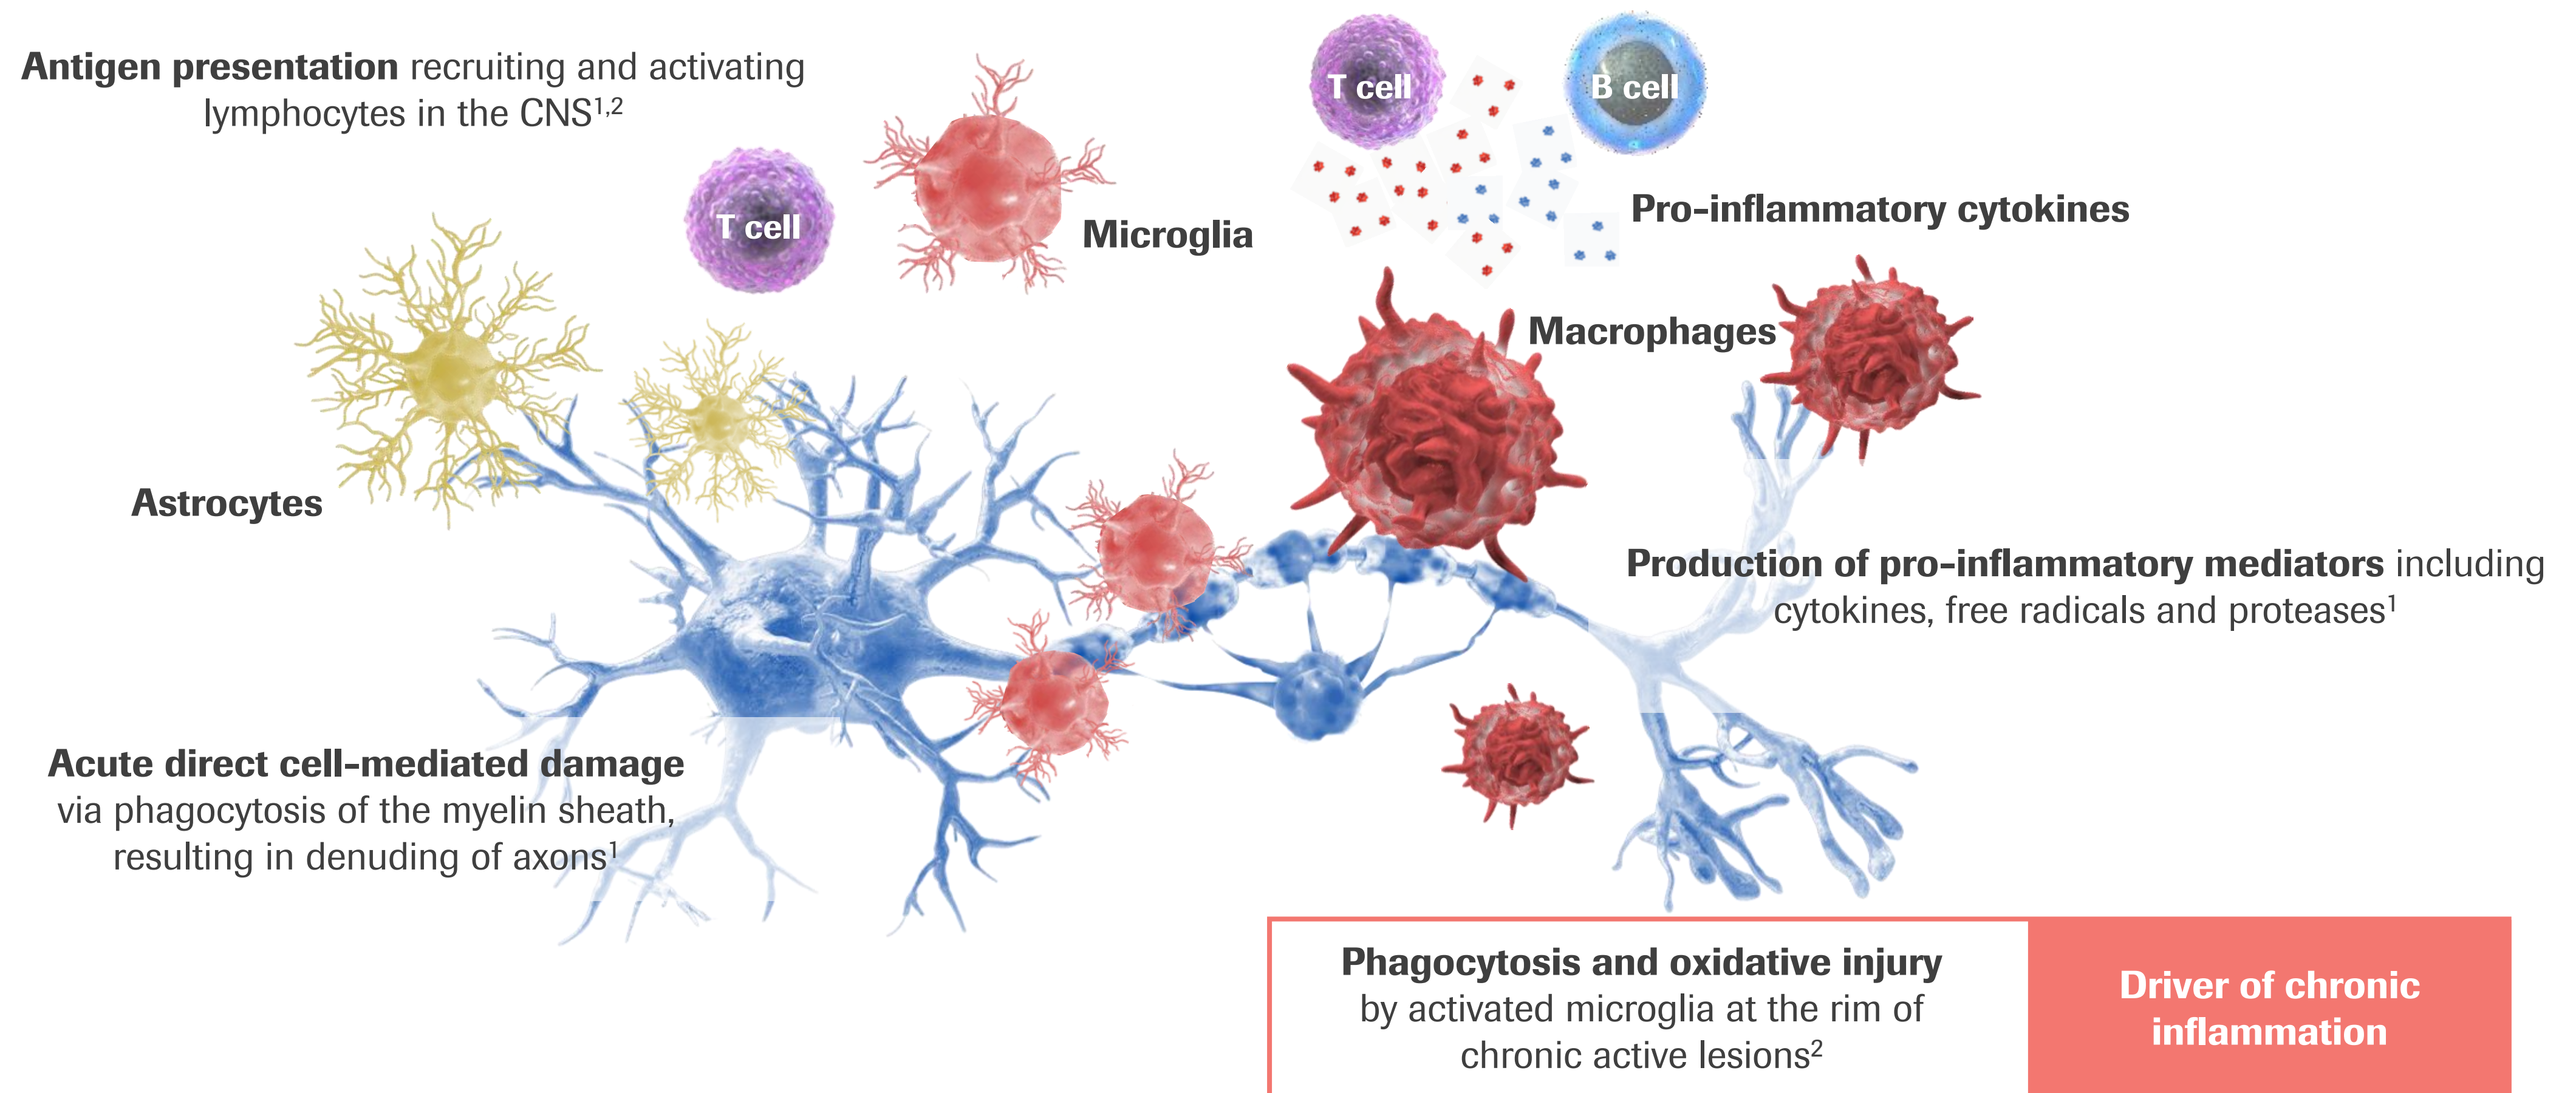 Antigen presentation recruiting and activating
lymphocytes in the CNS¹,²
T cell
Microglia
T cell
B cell
Pro-inflammatory cytokines
Macrophages
Astrocytes
Production of pro-inflammatory mediators including
cytokines, free radicals and proteases¹
Acute direct cell-mediated damage
via phagocytosis of the myelin sheath,
resulting in denuding of axons¹
Phagocytosis and oxidative injury
by activated microglia at the rim of
chronic active lesions²
Driver of chronic
inflammation